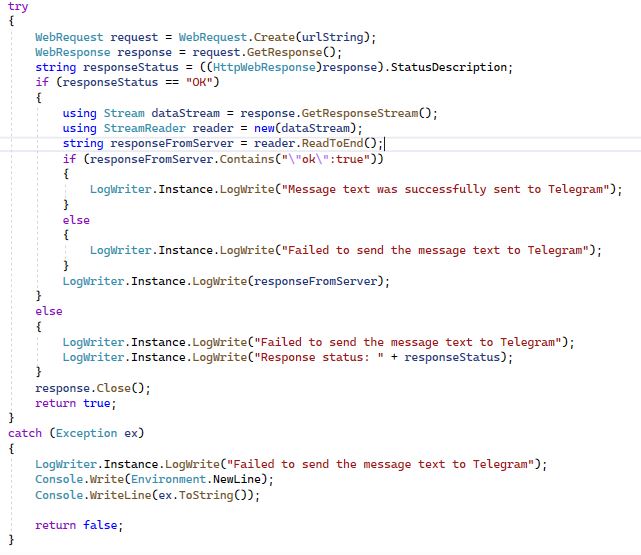 try
{
    WebRequest request = WebRequest.Create(urlString);
    WebResponse response = request.GetResponse();
    string responseStatus = ((HttpWebResponse)response).StatusDescription;
    if (responseStatus == "OK")
    {
        using Stream dataStream = response.GetResponseStream();
        using StreamReader reader = new(dataStream);
        string responseFromServer = reader.ReadToEnd();
        if (responseFromServer.Contains("\"ok\":true"))
        {
            LogWriter.Instance.LogWrite("Message text was successfully sent to Telegram");
        }
        else
        {
            LogWriter.Instance.LogWrite("Failed to send the message text to Telegram");
        }
        LogWriter.Instance.LogWrite(responseFromServer);
    }
    else
    {
        LogWriter.Instance.LogWrite("Failed to send the message text to Telegram");
        LogWriter.Instance.LogWrite("Response status: " + responseStatus);
    }
    response.Close();
    return true;
}
catch (Exception ex)
{
    LogWriter.Instance.LogWrite("Failed to send the message text to Telegram");
    Console.Write(Environment.NewLine);
    Console.WriteLine(ex.ToString());

    return false;
}